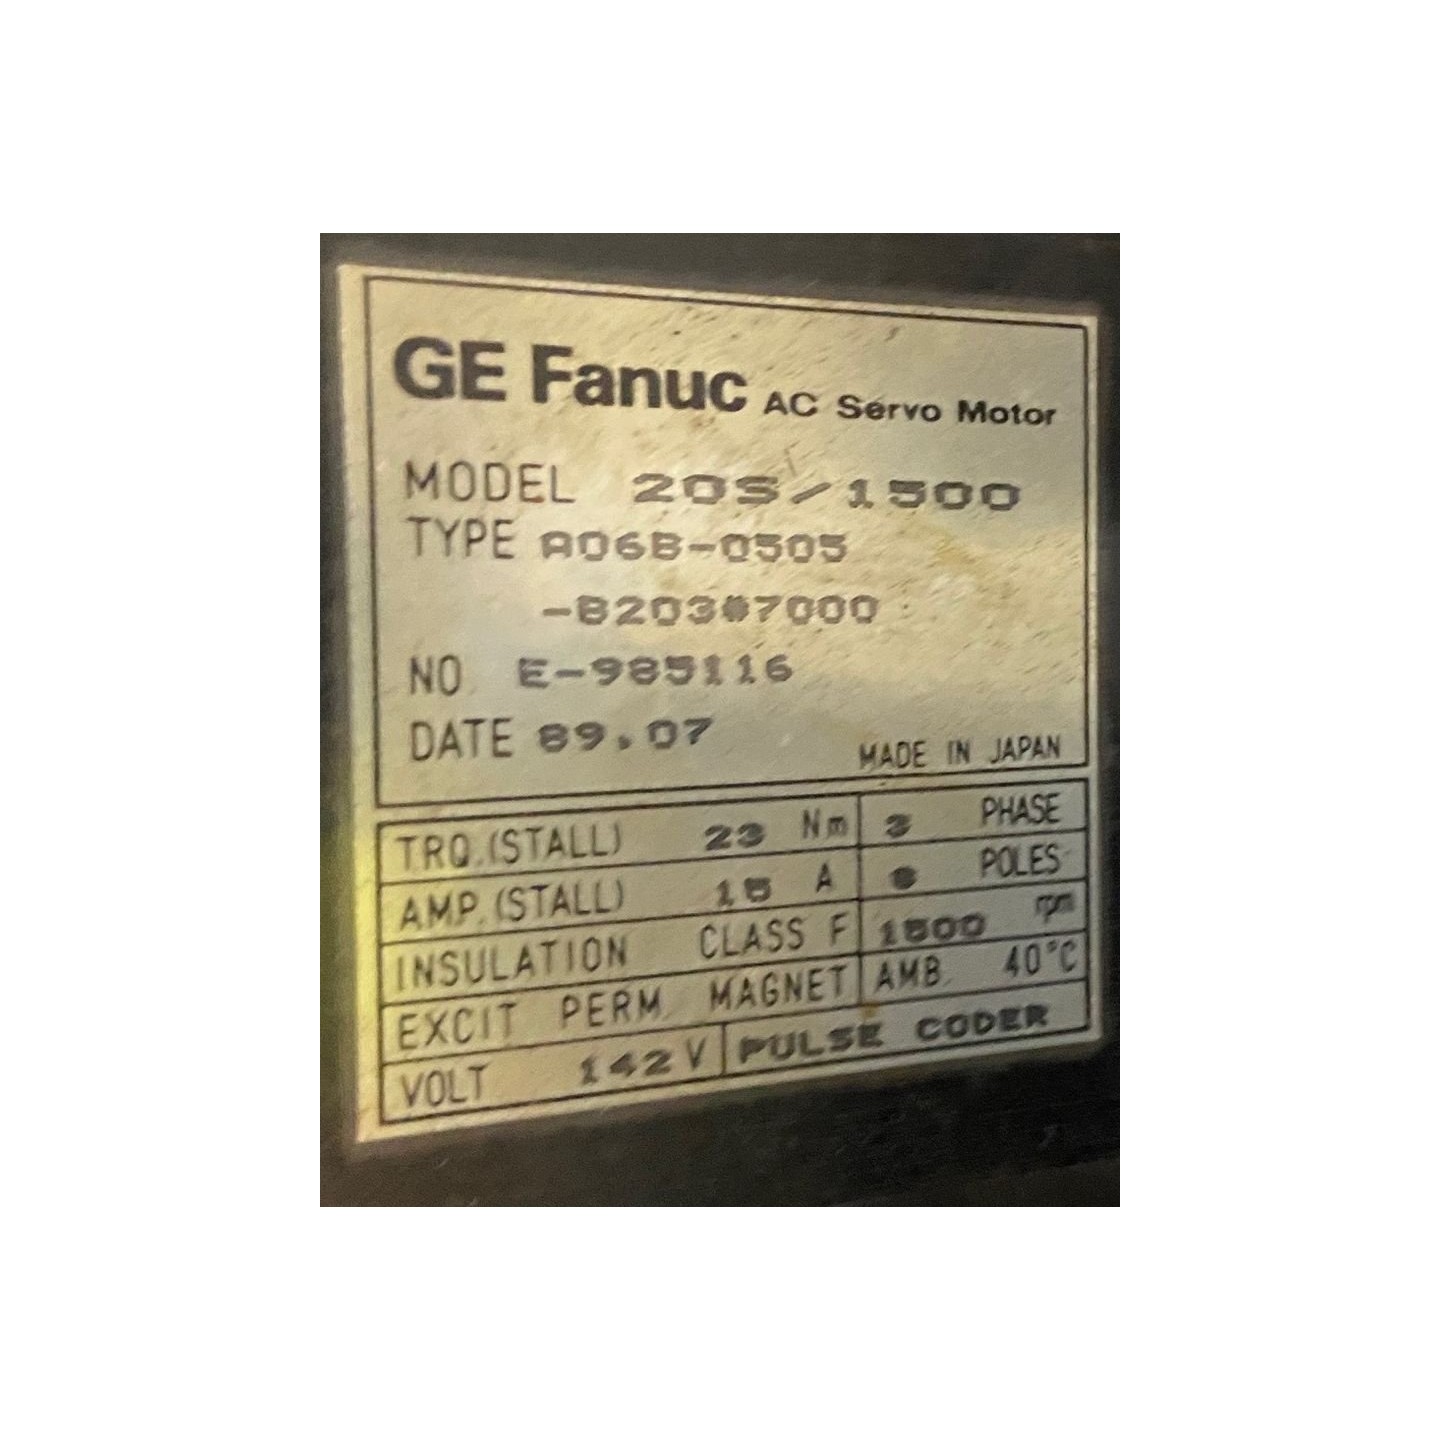 GE Fanuc AC Servo Motor
MODEL 20S/1500
TYPE A06B-0505
-B203#7000
NO. E-985116
DATE 89.07
MADE IN JAPAN
TRQ.(STALL) 23 Nm 3 PHASE
AMP.(STALL) 15 A 8 POLES
INSULATION CLASS F 1500 rpm
EXCIT PERM. MAGNET AMB. 40°C
VOLT 142 V PULSE CODER